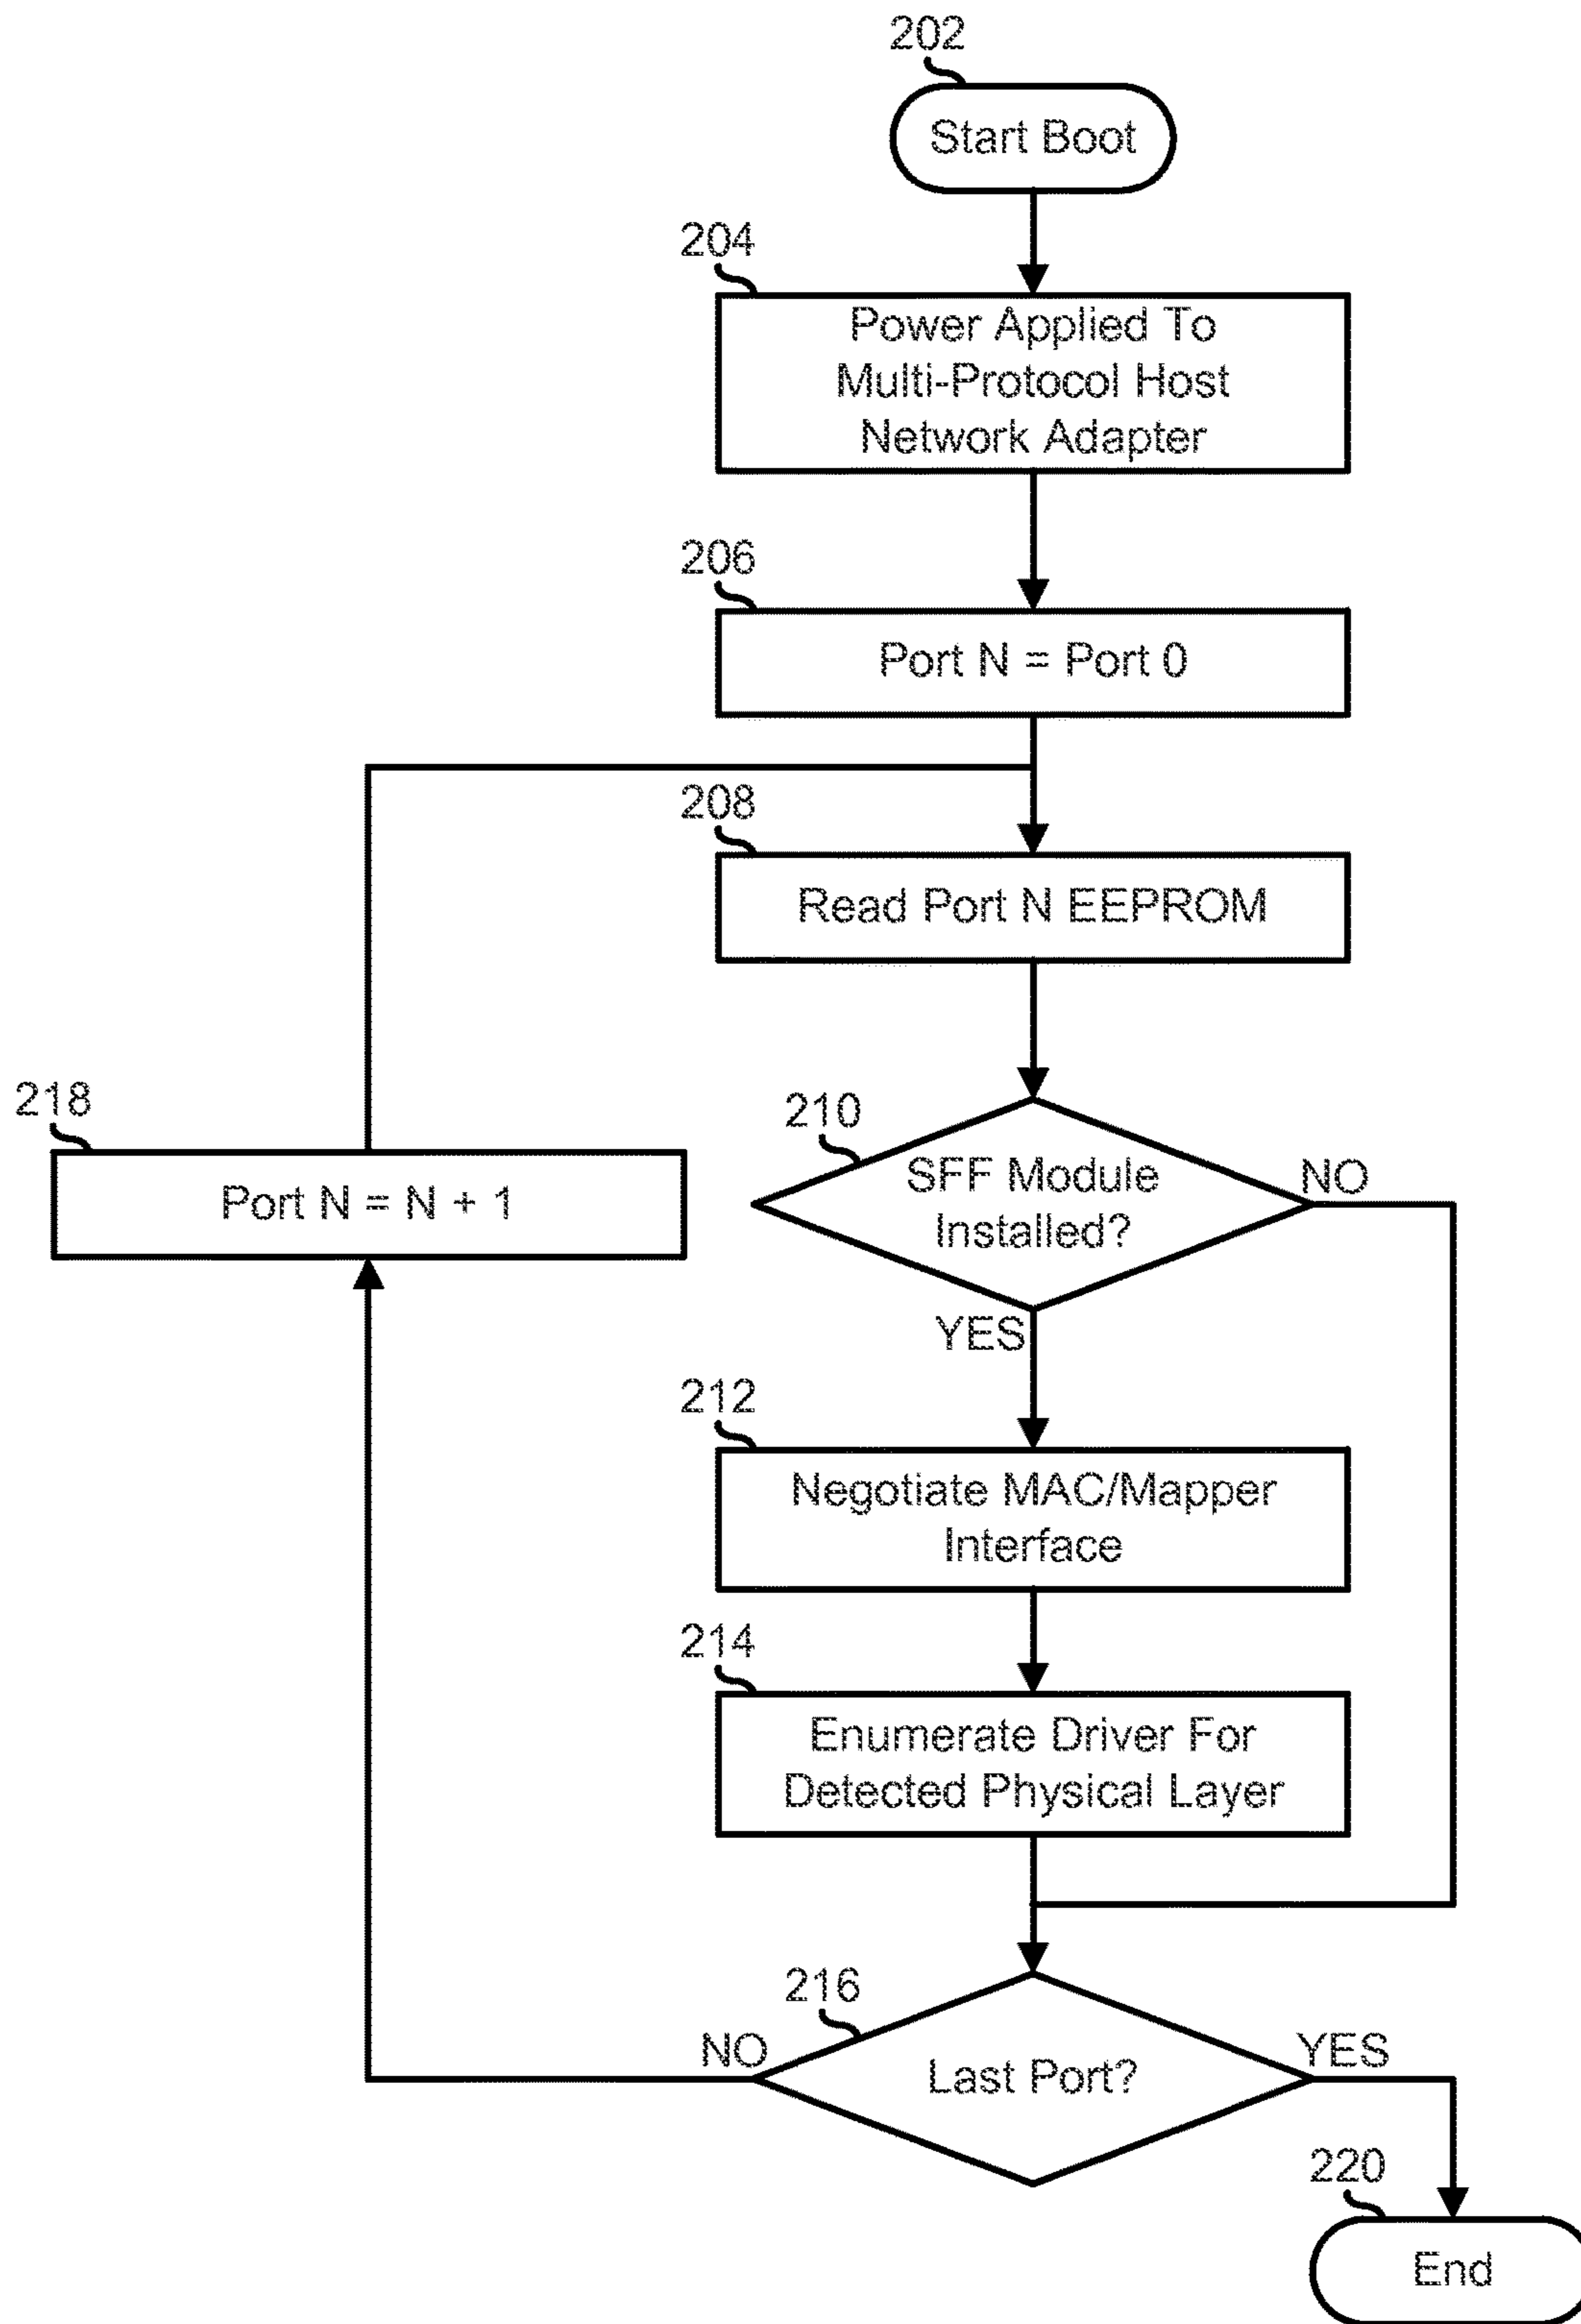 202
Start Boot
204
Power Applied To
Multi-Protocol Host
Network Adapter
206
Port N = Port 0
208
Read Port N EEPROM
218
Port N = N + 1
210
SFF Module
Installed?
NO
YES
212
Negotiate MAC/Mapper
Interface
214
Enumerate Driver For
Detected Physical Layer
216
NO
Last Port?
YES
220
End